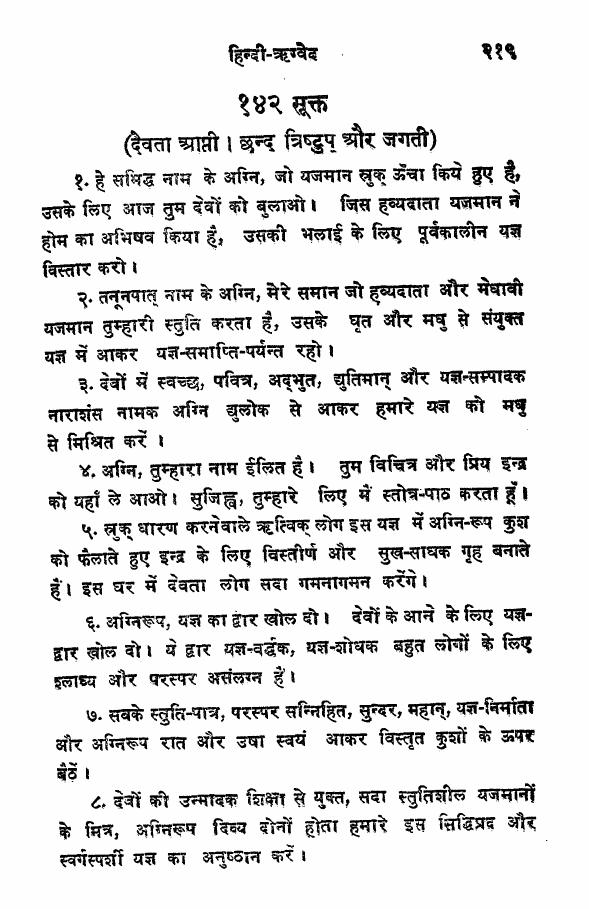 हिन्दी-ऋग्वेद २१९
१४२ सूक्त
(देवता आप्री । छन्द त्रिष्टुप् और जगती)
१. हे समिद्ध नाम के अग्नि, जो यजमान स्रुक् ऊँचा किये हुए है,
उसके लिए आज तुम देवों को बुलाओ। जिस हव्यदाता यजमान ने
होम का अभिषव किया है, उसकी भलाई के लिए पूर्वकालीन यज्ञ
विस्तार करो।
२. तनूनपात् नाम के अग्नि, मेरे समान जो हव्यदाता और मेधावी
यजमान तुम्हारी स्तुति करता है, उसके घृत और मधु से संयुक्त
यज्ञ में आकर यज्ञ-समाप्ति-पर्यन्त रहो।
३. देवों में स्वच्छ, पवित्र, अद्भुत, द्युतिमान् और यज्ञ-सम्पादक
नाराशंस नामक अग्नि द्युलोक से आकर हमारे यज्ञ को मधु
से मिश्रित करें ।
४. अग्नि, तुम्हारा नाम ईलित है। तुम विचित्र और प्रिय इन्द्र
को यहाँ ले आओ। सुजिह्व, तुम्हारे लिए मैं स्तोत्र-पाठ करता हूँ।
५. स्रुक् धारण करनेवाले ऋत्विक् लोग इस यज्ञ में अग्नि-रूप कुश
को फैलाते हुए इन्द्र के लिए विस्तीर्ण और सुख-साधक गृह बनाते
हैं। इस घर में देवता लोग सदा गमनागमन करेंगे।
६. अग्निरूप, यज्ञ का द्वार खोल दो। देवों के आने के लिए यज्ञ-
द्वार खोल दो। ये द्वार यज्ञ-वर्द्धक, यज्ञ-शोधक बहुत लोगों के लिए
श्लाघ्य और परस्पर असंलग्न हैं।
७. सबके स्तुति-पात्र, परस्पर सन्निहित, सुन्दर, महान्, यज्ञ-निर्माता
और अग्निरूप रात और उषा स्वयं आकर विस्तृत कुशों के ऊपर
बैठें।
८. देवों की उन्मादक शिक्षा से युक्त, सदा स्तुतिशील यजमानों
के मित्र, अग्निरूप दिव्य दोनों होता हमारे इस सिद्धिप्रद और
स्वर्गस्पर्शी यज्ञ का अनुष्ठान करें।